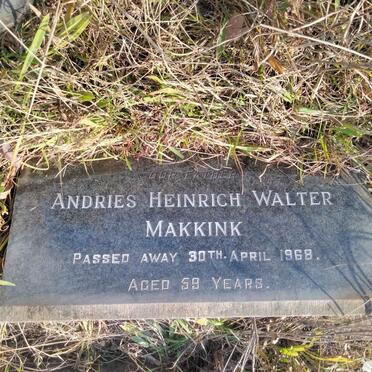 ANDRIES HEINRICH WALTER
MAKKINK
PASSED AWAY 30TH. APRIL 1968.
AGED 59 YEARS.